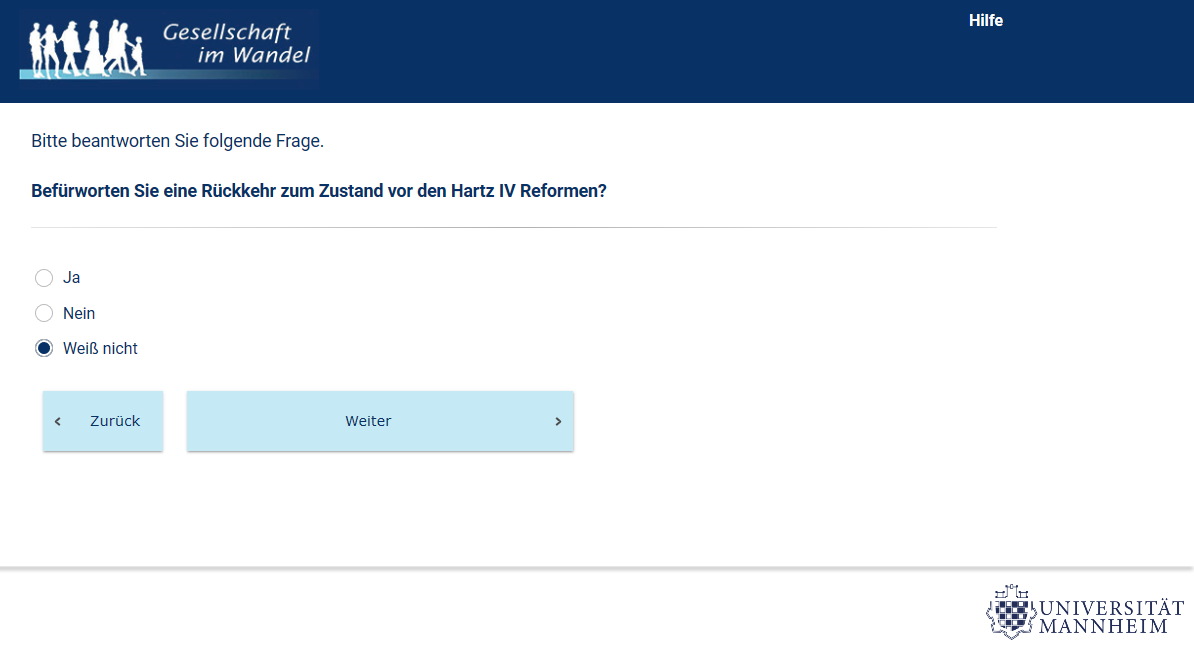 Gesellschaft
im Wandel
Hilfe
Bitte beantworten Sie folgende Frage.
Befürworten Sie eine Rückkehr zum Zustand vor den Hartz IV Reformen?
Ja
Nein
Weiß nicht
Zurück
Weiter
UNIVERSITÄT
MANNHEIM